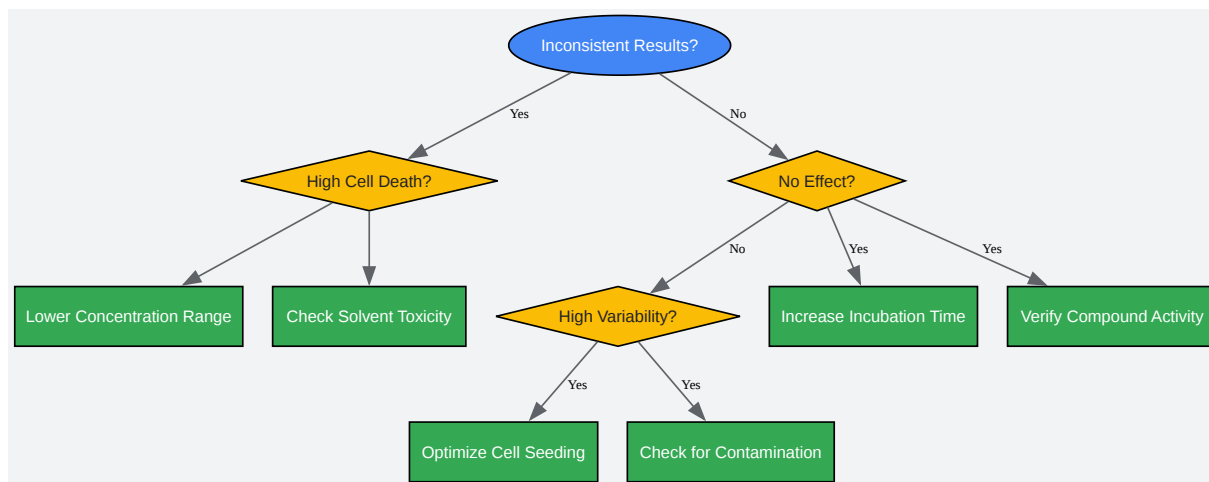 Inconsistent Results?
Yes
No
High Cell Death?
No Effect?
No
Yes
Yes
Lower Concentration Range
Check Solvent Toxicity
High Variability?
Increase Incubation Time
Verify Compound Activity
Yes
Yes
Optimize Cell Seeding
Check for Contamination